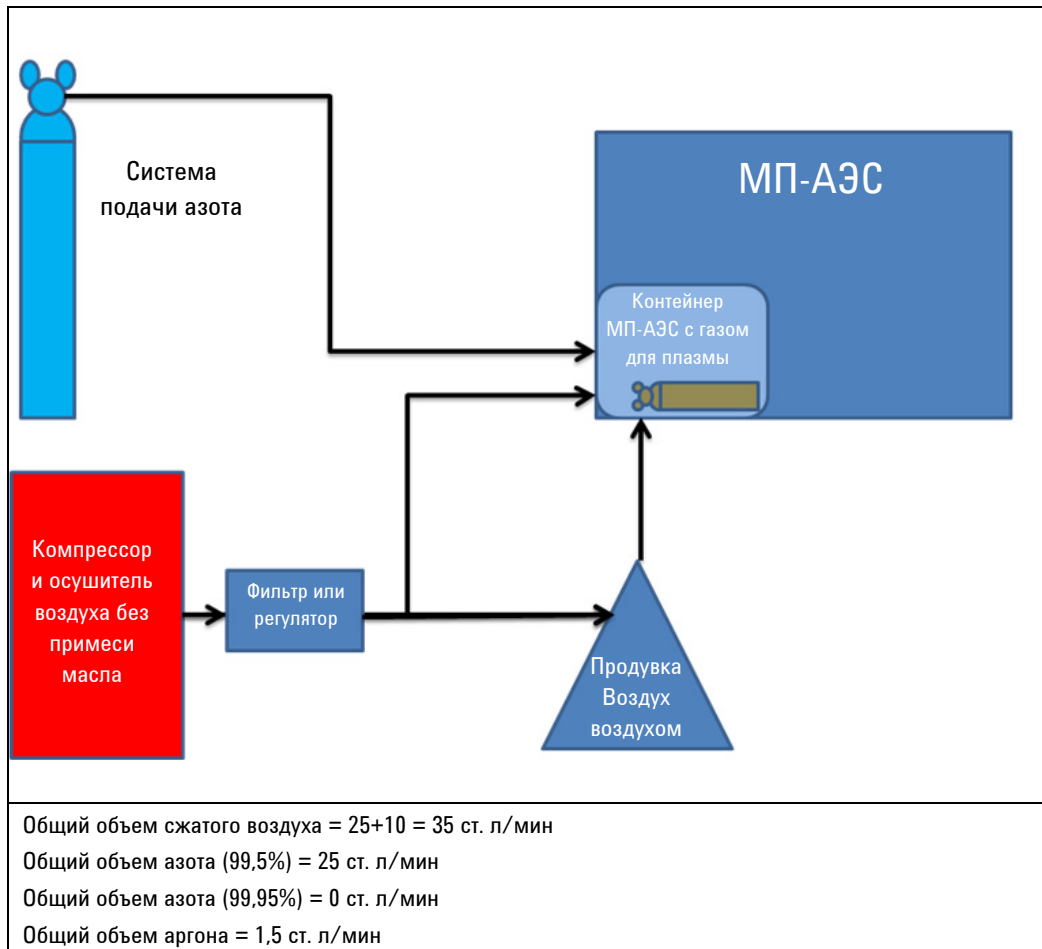 Система
подачи азота
МП-АЭС
Контейнер
МП-АЭС с газом
для плазмы
Компрессор
и осушитель
воздуха без
примеси
масла
Фильтр или
регулятор
Продувка
Воздух
воздухом
Общий объем сжатого воздуха = 25+10 = 35 ст. л/мин
Общий объем азота (99,5%) = 25 ст. л/мин
Общий объем азота (99,95%) = 0 ст. л/мин
Общий объем аргона = 1,5 ст. л/мин